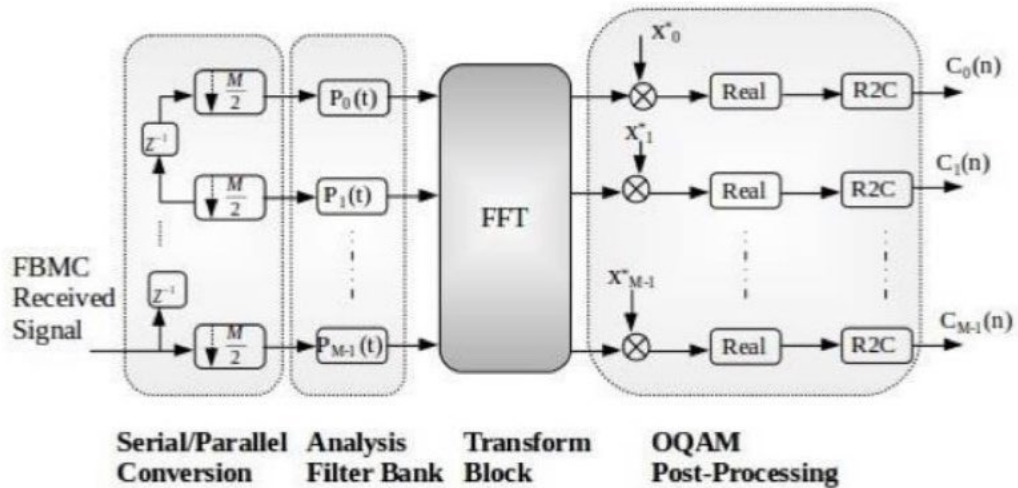 X*0
M/2 P0(t) Real R2C C0(n)
Z-1
X*1
M/2 P1(t) FFT Real R2C C1(n)
FBMC
Received
Signal
Z-1
X*M-1
M/2 PM-1(t) Real R2C CM-1(n)
Serial/Parallel
Conversion
Analysis
Filter Bank
Transform
Block
OQAM
Post-Processing